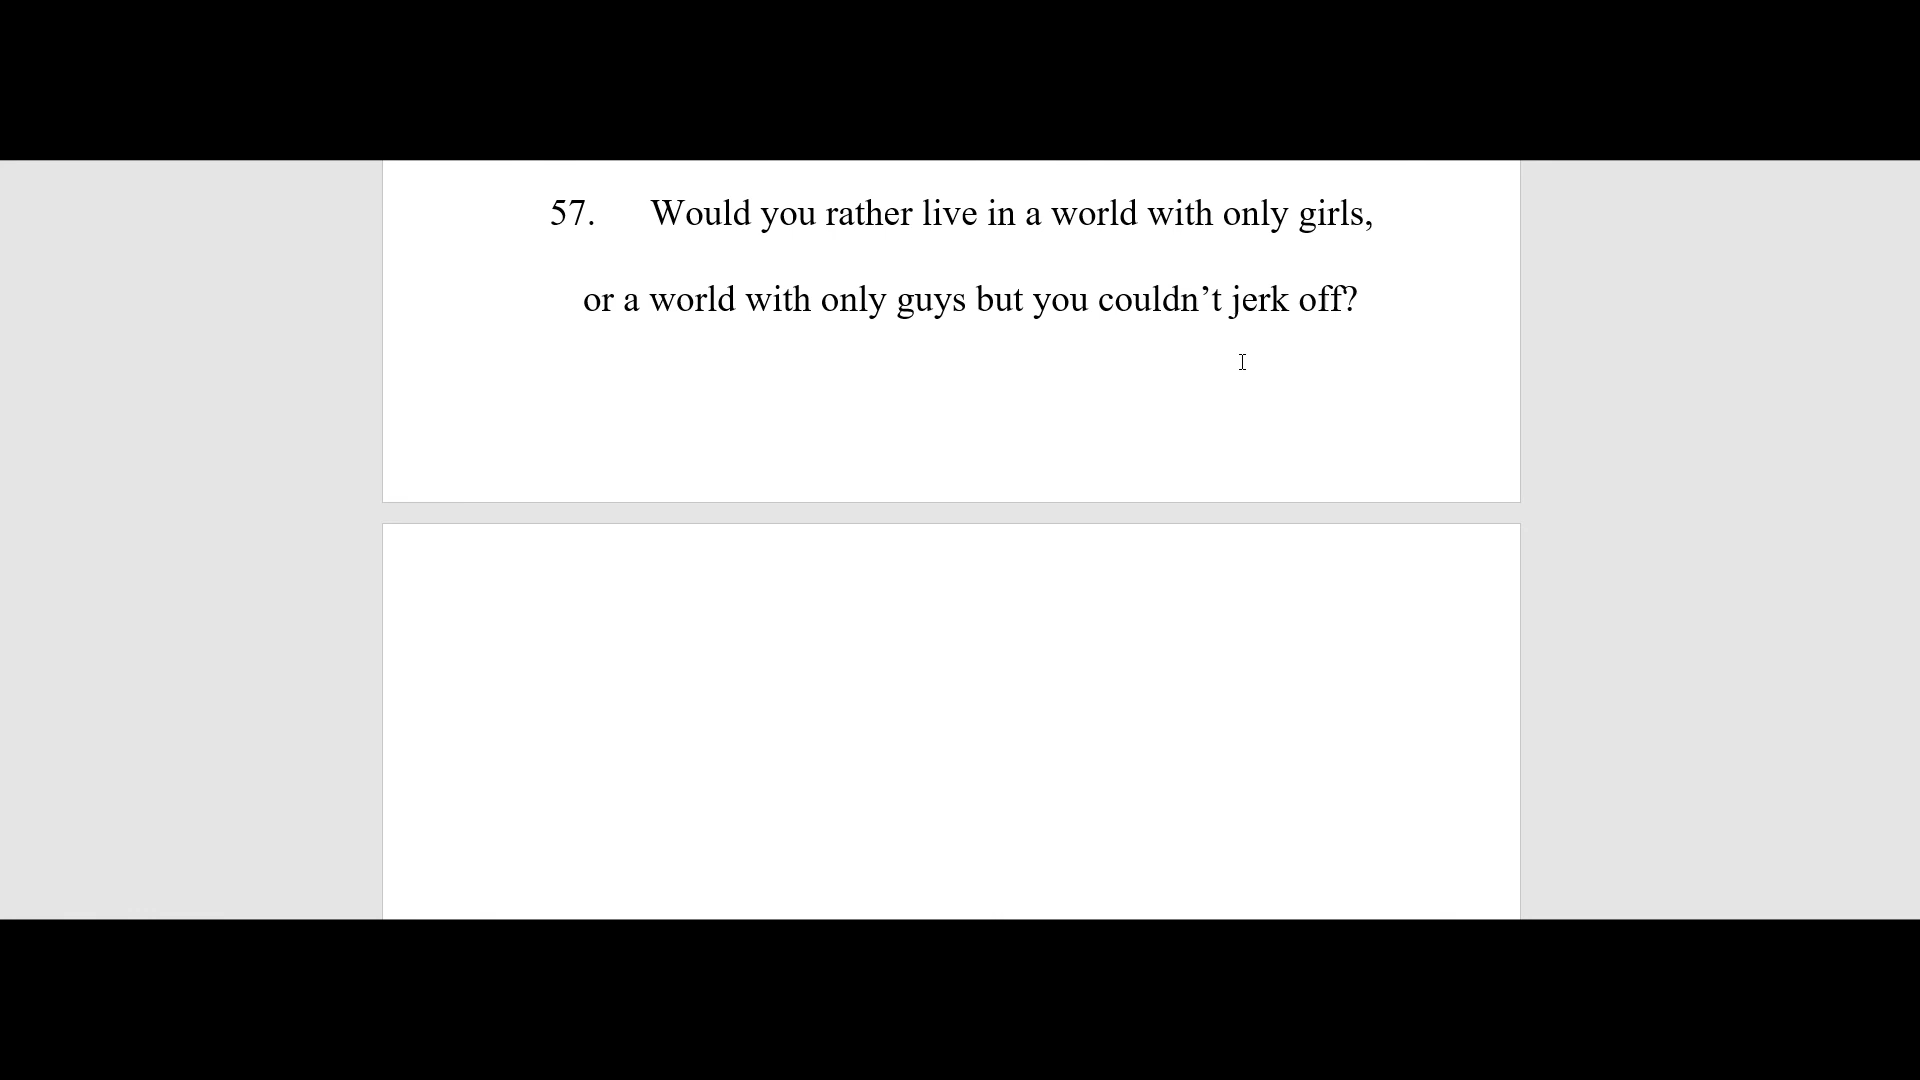 57. Would you rather live in a world with only girls,
or a world with only guys but you couldn’t jerk off?